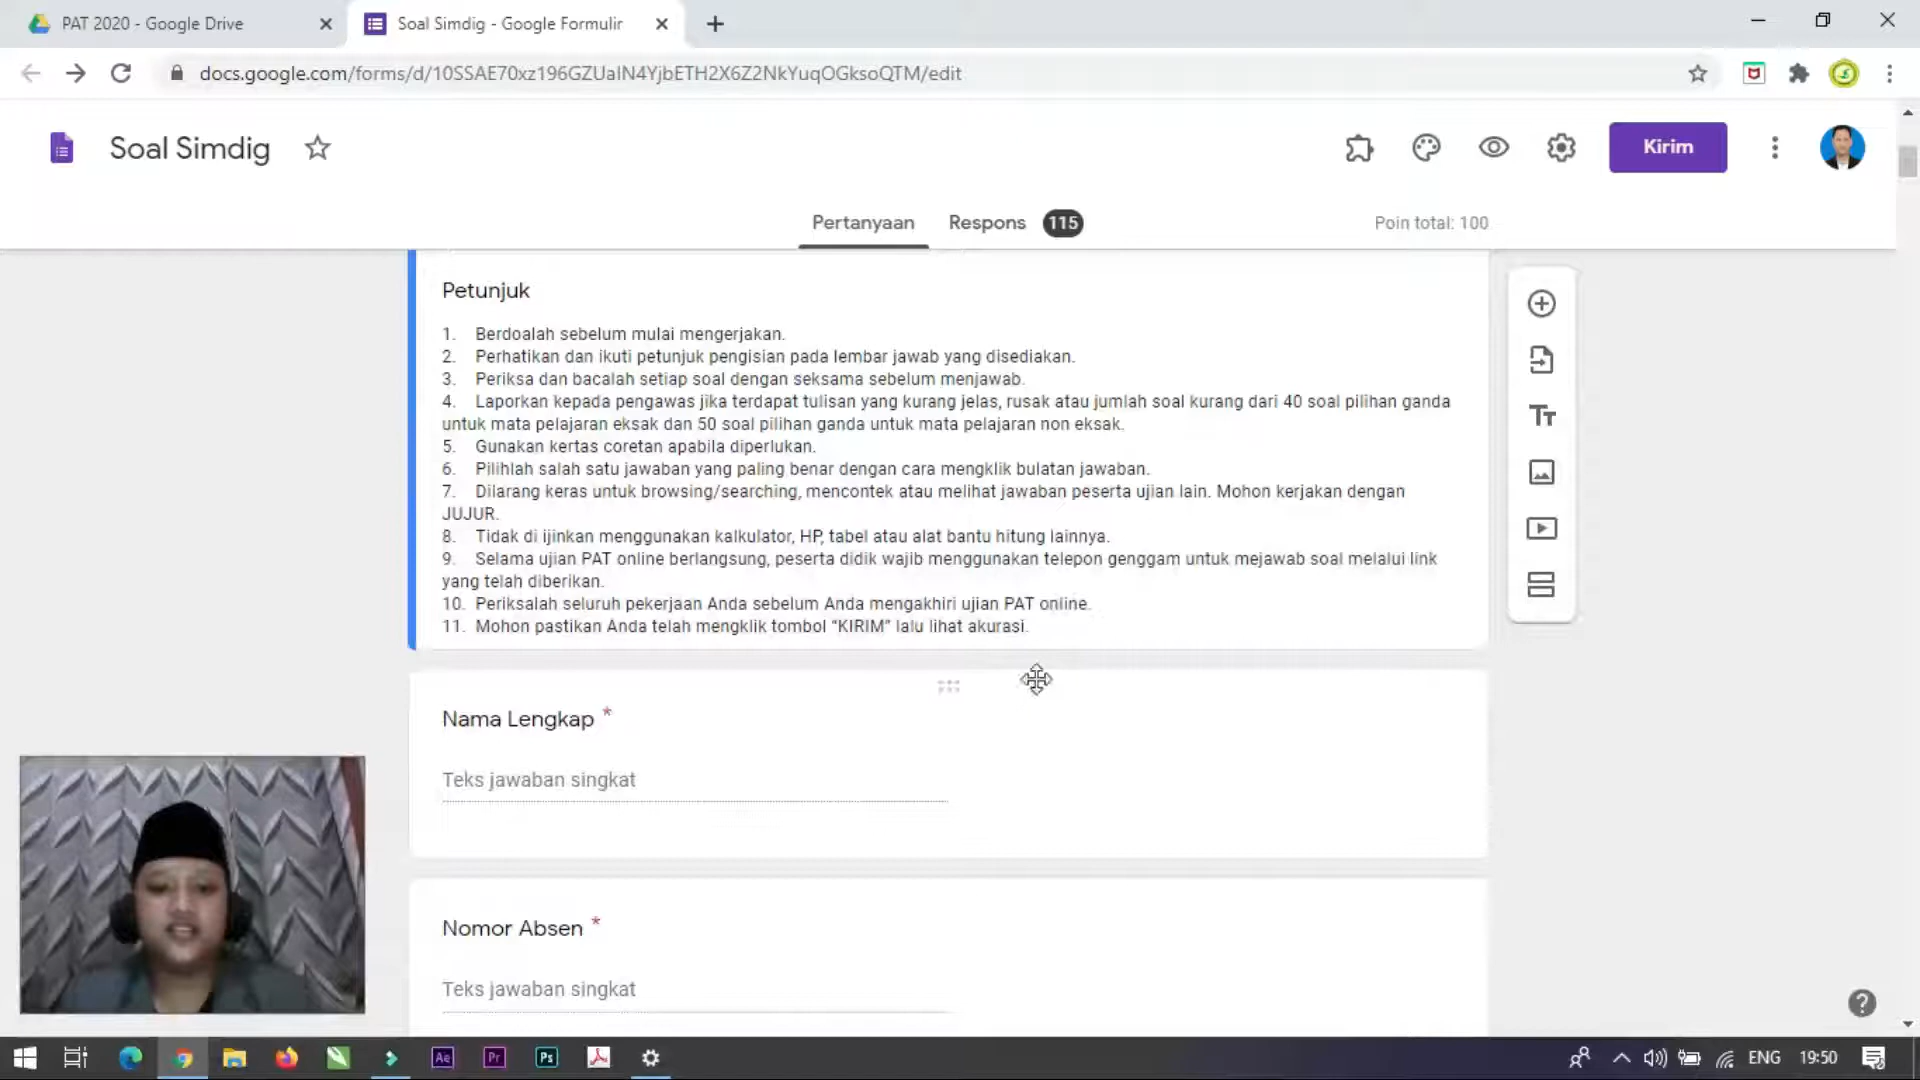 PAT 2020 - Google Drive
Soal Simdig - Google Formulir
docs.google.com/forms/d/10SSAE70xz196GZUaIN4YjbETH2X6Z2NkYuqOGksoQTM/edit
Soal Simdig
Kirim
Pertanyaan
Respons 115
Poin total: 100
Petunjuk
1. Berdoalah sebelum mulai mengerjakan.
2. Perhatikan dan ikuti petunjuk pengisian pada lembar jawab yang disediakan.
3. Periksa dan bacalah setiap soal dengan seksama sebelum menjawab.
4. Laporkan kepada pengawas jika terdapat tulisan yang kurang jelas, rusak atau jumlah soal kurang dari 40 soal pilihan ganda
untuk mata pelajaran eksak dan 50 soal pilihan ganda untuk mata pelajaran non eksak.
5. Gunakan kertas coretan apabila diperlukan.
6. Pilihlah salah satu jawaban yang paling benar dengan cara mengklik bulatan jawaban.
7. Dilarang keras untuk browsing/searching, mencontek atau melihat jawaban peserta ujian lain. Mohon kerjakan dengan
JUJUR.
8. Tidak di ijinkan menggunakan kalkulator, HP, tabel atau alat bantu hitung lainnya.
9. Selama ujian PAT online berlangsung, peserta didik wajib menggunakan telepon genggam untuk mejawab soal melalui link
yang telah diberikan.
10. Periksalah seluruh pekerjaan Anda sebelum Anda mengakhiri ujian PAT online.
11. Mohon pastikan Anda telah mengklik tombol “KIRIM” lalu lihat akurasi.
Nama Lengkap *
Teks jawaban singkat
Nomor Absen *
Teks jawaban singkat
Tт
Ae
Pr
Ps
ENG
19:50